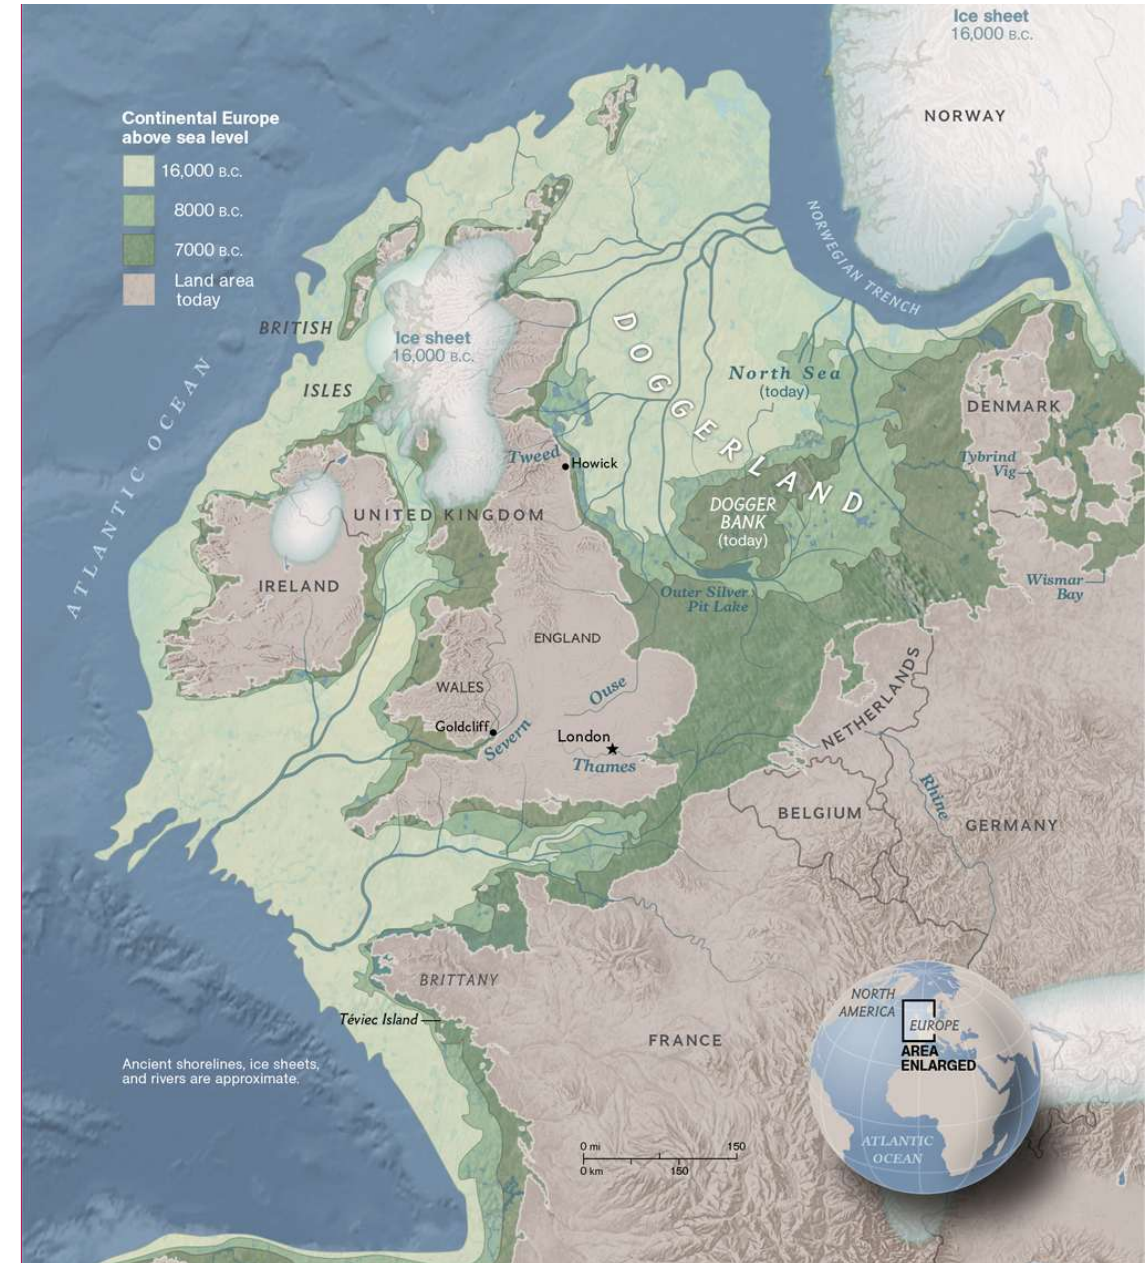 Ice sheet
16,000 B.C.
NORWAY
Continental Europe
above sea level
16,000 B.C.
8000 B.C.
7000 B.C.
Land area
today
NORWEGIAN TRENCH
BRITISH
ISLES
Ice sheet
16,000 B.C.
ATLANTIC OCEAN
DOGGERLAND
North Sea
(today)
DENMARK
Tybrind
Vig
Tweed
Howick
DOGGER
BANK
(today)
UNITED KINGDOM
IRELAND
Outer Silver
Pit Lake
Wismar
Bay
ENGLAND
WALES
Ouse
NETHERLANDS
Goldcliff
Severn
London
Thames
Rhine
BELGIUM
GERMANY
BRITTANY
Téviec Island
FRANCE
Ancient shorelines, ice sheets,
and rivers are approximate.
0 mi 150
0 km 150
NORTH
AMERICA
EUROPE
AREA
ENLARGED
ATLANTIC
OCEAN